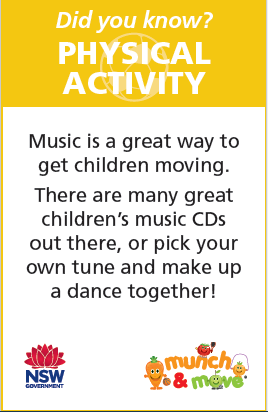 Did you know?
PHYSICAL
ACTIVITY
Music is a great way to
get children moving.
There are many great
children's music CDs
out there, or pick your
own tune and make up
a dance together!
NSW
GOVERNMENT
munch
& move